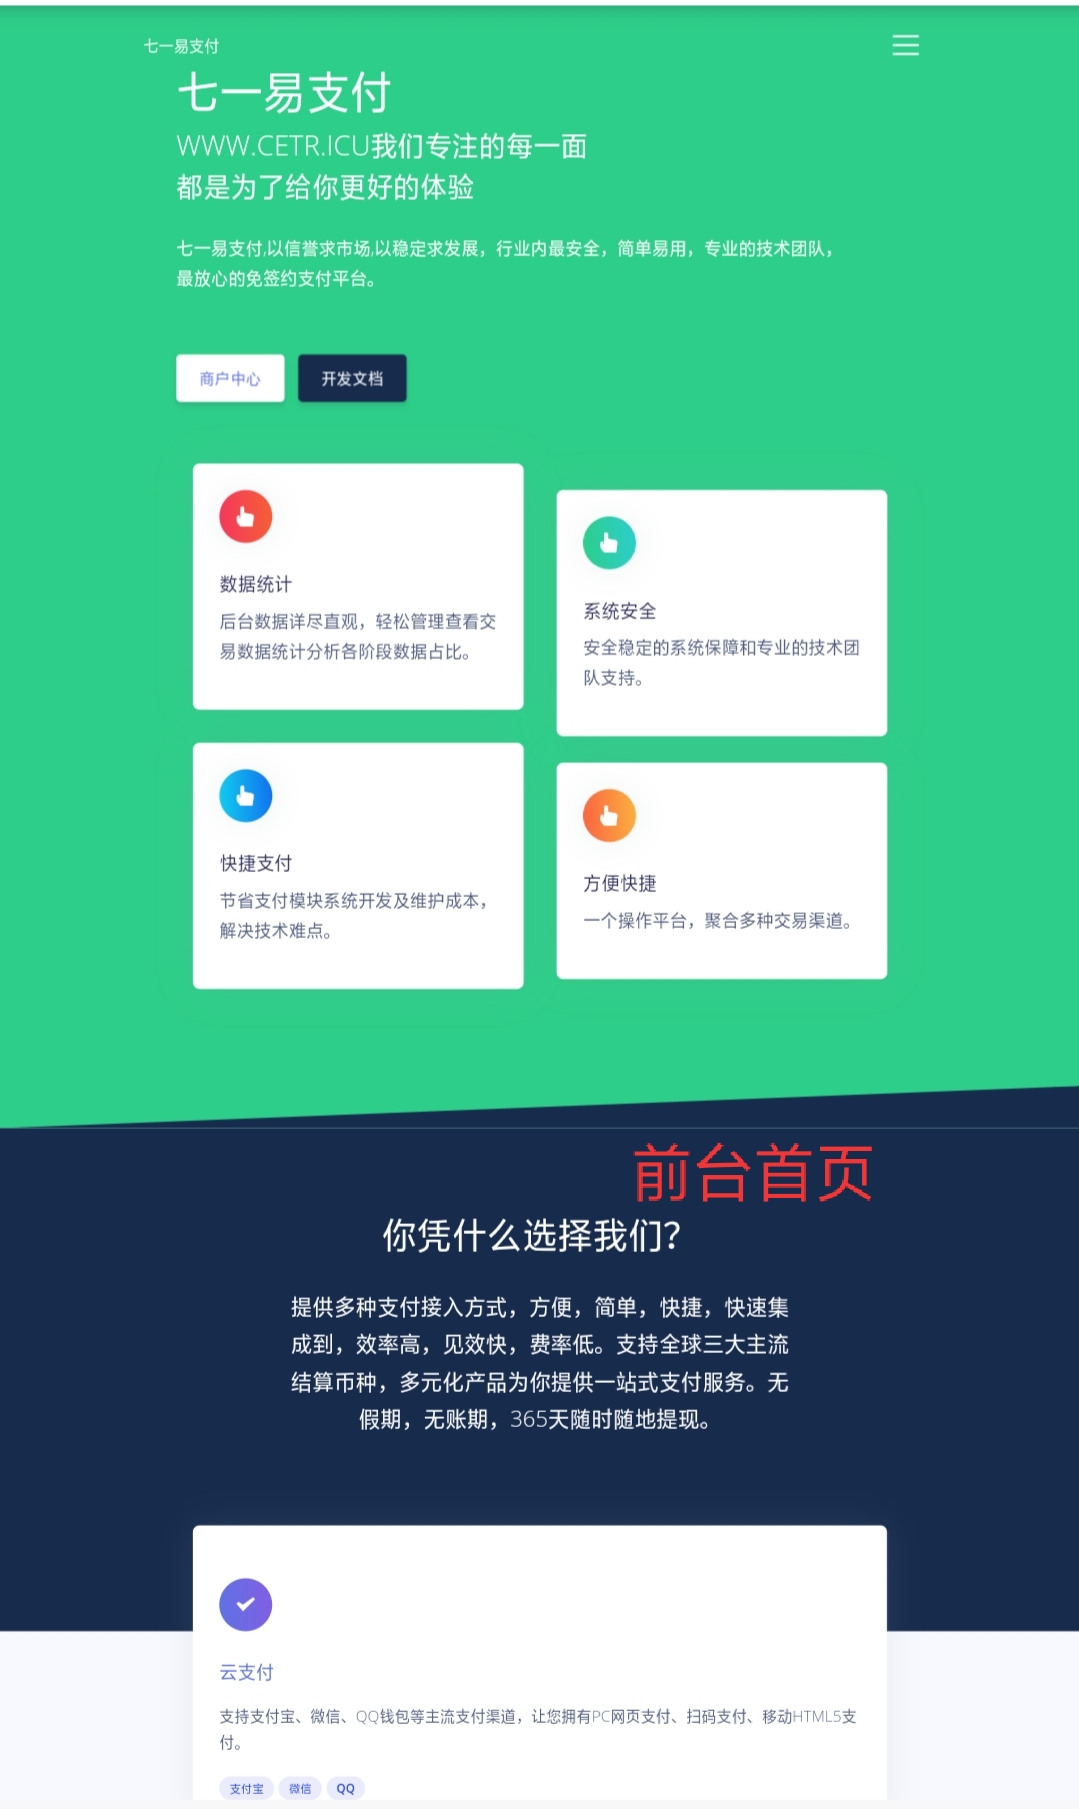 七一易支付
七一易支付
WWW.CETR.ICU我们专注的每一面
都是为了给你更好的体验
七一易支付,以信誉求市场,以稳定求发展，行业内最安全，简单易用，专业的技术团队，
最放心的免签约支付平台。
商户中心
开发文档
数据统计
后台数据详尽直观，轻松管理查看交
易数据统计分析各阶段数据占比。
系统安全
安全稳定的系统保障和专业的技术团
队支持。
快捷支付
节省支付模块系统开发及维护成本，
解决技术难点。
方便快捷
一个操作平台，聚合多种交易渠道。
前台首页
你凭什么选择我们?
提供多种支付接入方式，方便，简单，快捷，快速集
成到，效率高，见效快，费率低。支持全球三大主流
结算币种，多元化产品为你提供一站式支付服务。无
假期，无账期，365天随时随地提现。
云支付
支持支付宝、微信、QQ钱包等主流支付渠道，让您拥有PC网页支付、扫码支付、移动HTML5支
付。
支付宝 微信 QQ